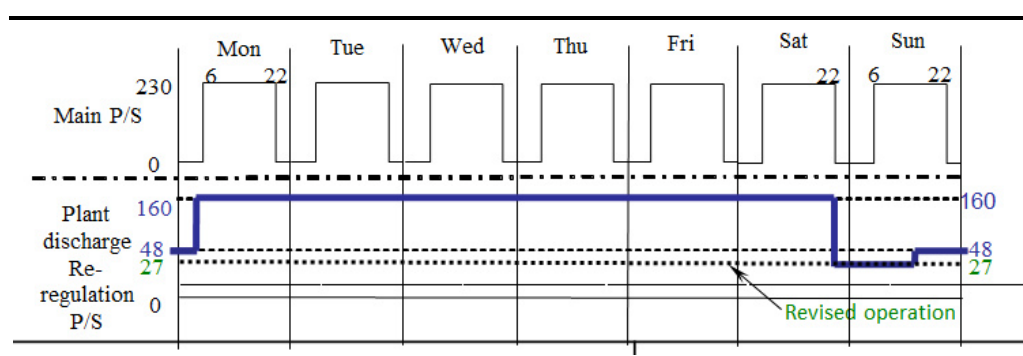 Mon Tue Wed Thu Fri Sat Sun
6 22 22 6 22
230
Main P/S
0
160 160
Plant
discharge
48 48
27 27
Re-
regulation
0
P/S
Revised operation